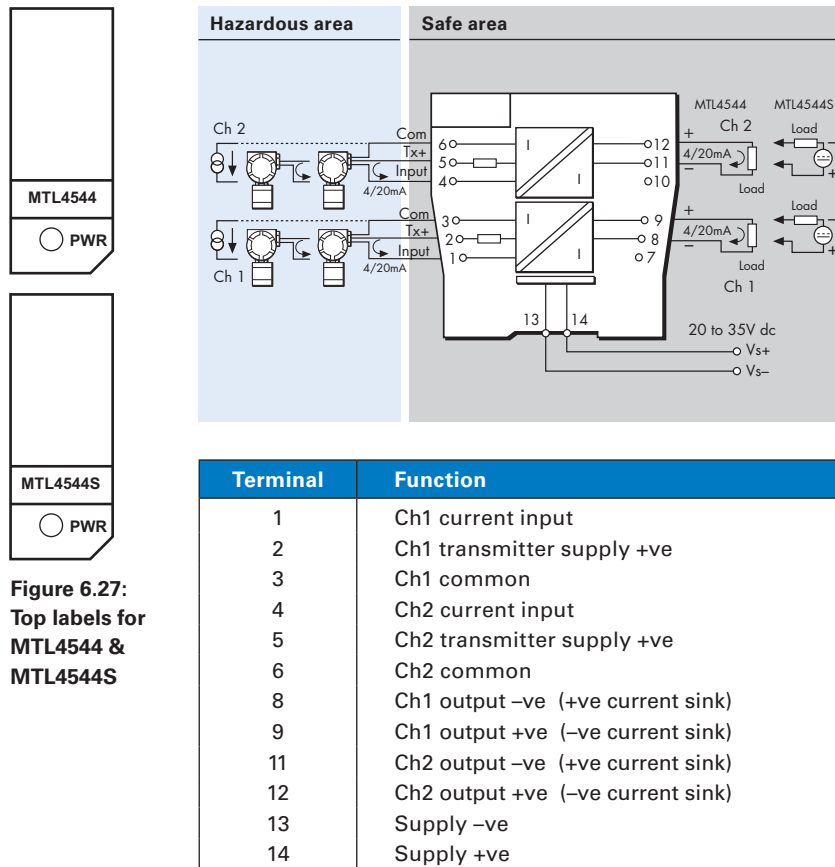 MTL4544
PWR
MTL4544S
PWR
Figure 6.27:
Top labels for
MTL4544 &
MTL4544S
Hazardous area
Safe area
MTL4544 MTL4544S
Ch 2
Com
Tx+
Input
4/20mA
6
5
4
I
I
12
11
10
+
4/20mA
–
Ch 2
Load
Load
–
+
Ch 1
Com
Tx+
Input
4/20mA
3
2
1
I
I
9
8
7
+
4/20mA
–
Load
Ch 1
Load
–
+
13 14
20 to 35V dc
Vs+
Vs–
Terminal Function
1 Ch1 current input
2 Ch1 transmitter supply +ve
3 Ch1 common
4 Ch2 current input
5 Ch2 transmitter supply +ve
6 Ch2 common
8 Ch1 output –ve (+ve current sink)
9 Ch1 output +ve (–ve current sink)
11 Ch2 output –ve (+ve current sink)
12 Ch2 output +ve (–ve current sink)
13 Supply –ve
14 Supply +ve